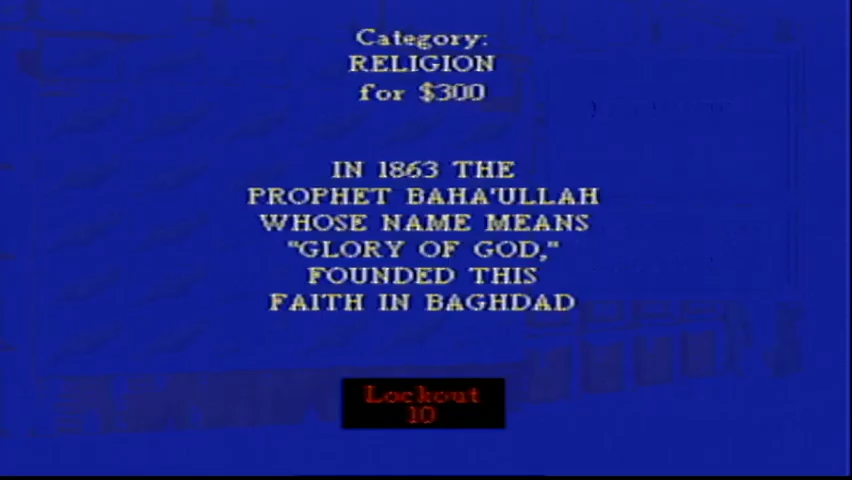 Category:
RELIGION
for $300
IN 1863 THE
PROPHET BAHA'ULLAH
WHOSE NAME MEANS
"GLORY OF GOD,"
FOUNDED THIS
FAITH IN BAGHDAD
Lockout
10